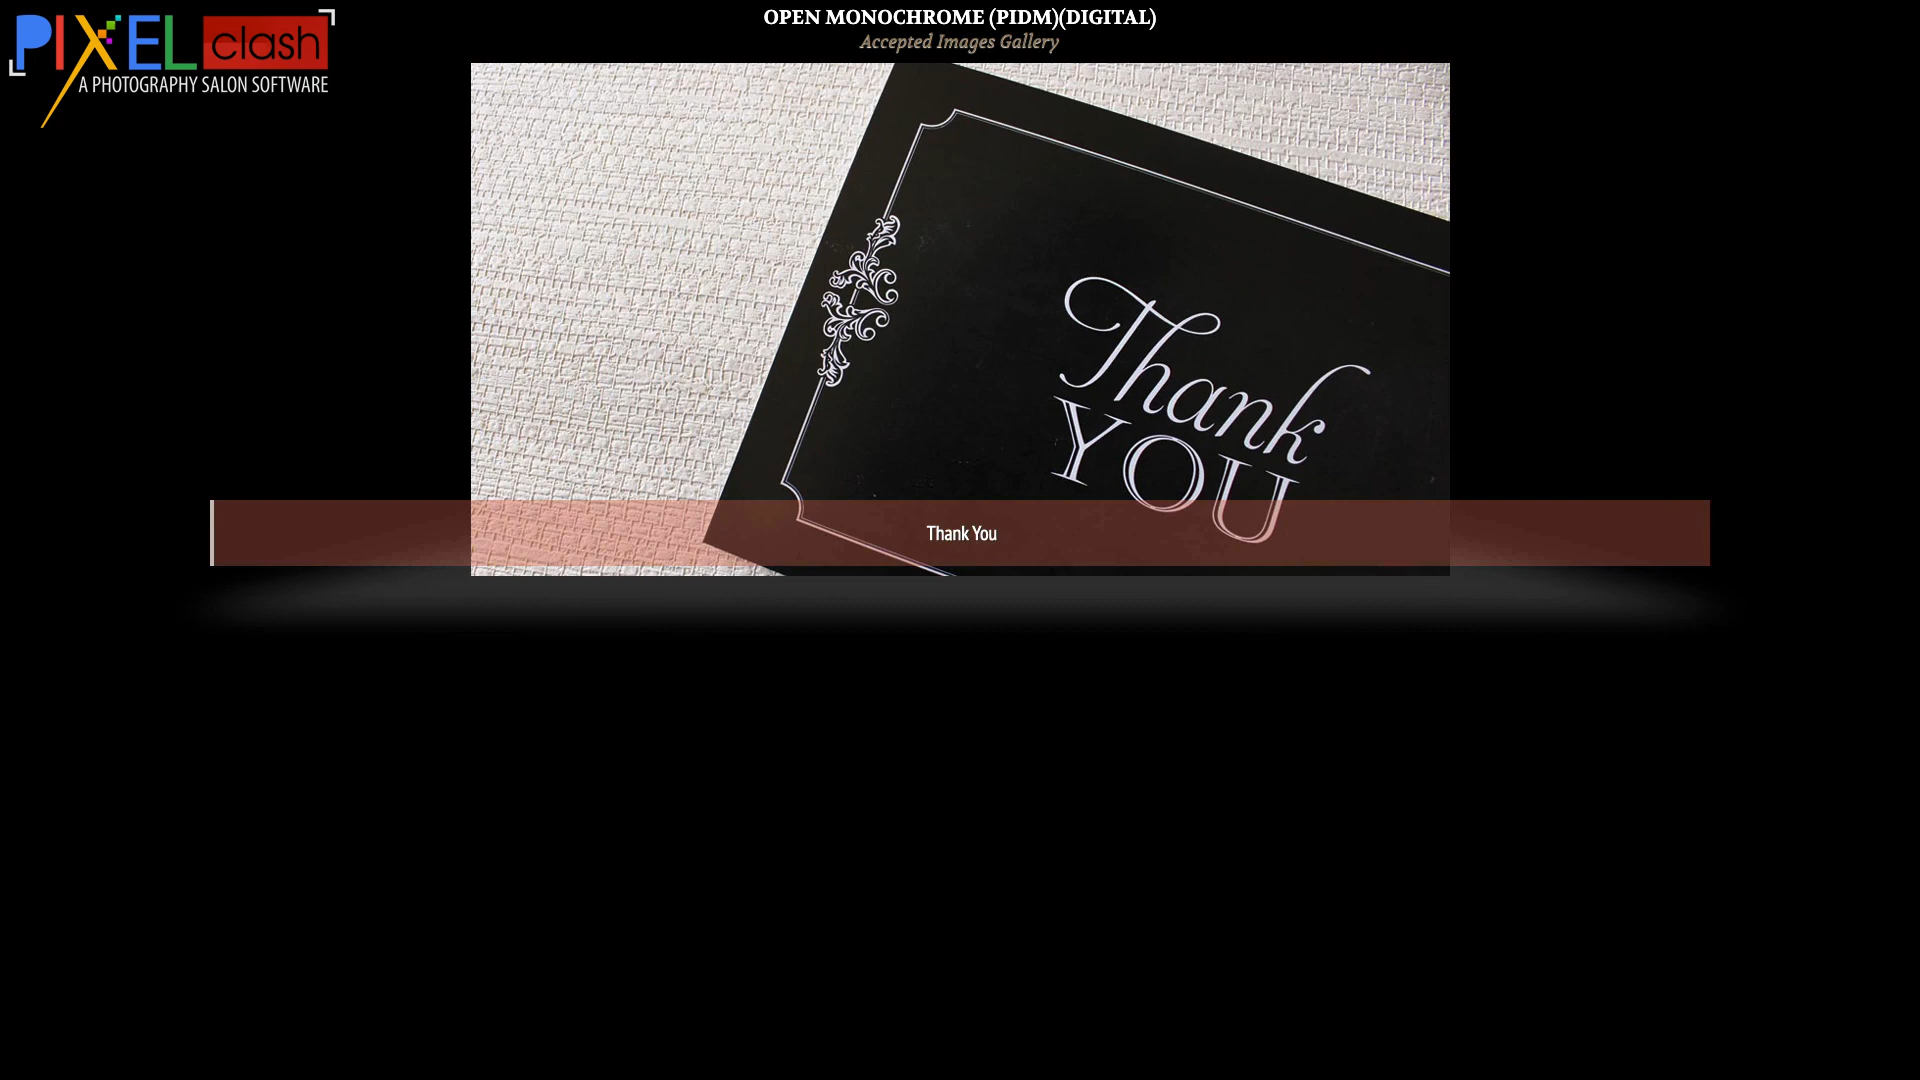 PIXEL clash
A PHOTOGRAPHY SALON SOFTWARE
OPEN MONOCHROME (PIDM)(DIGITAL)
Accepted Images Gallery
Thank
YOU
Thank You